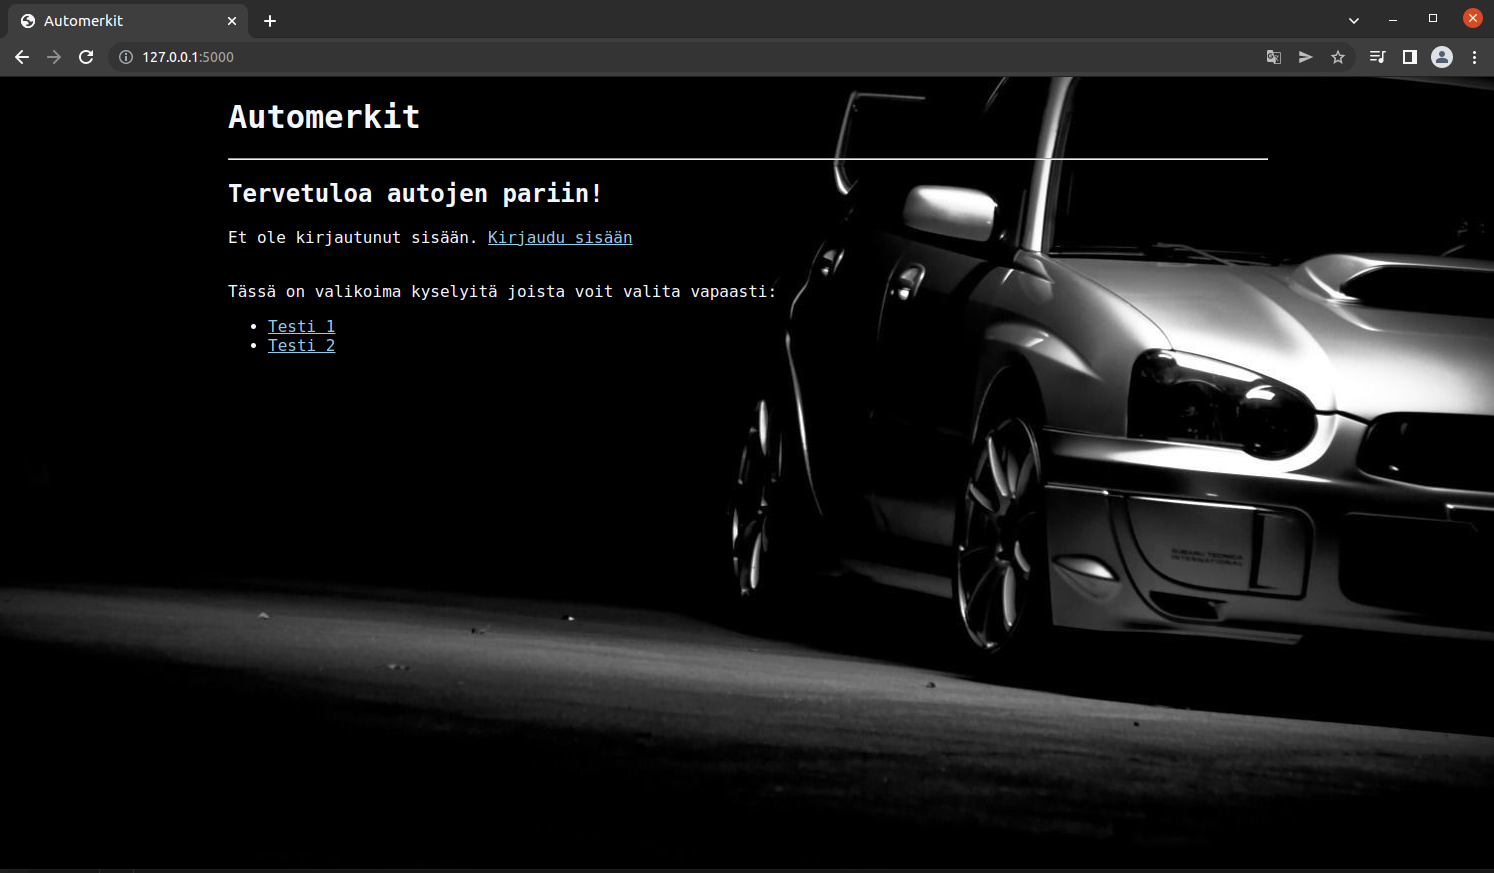 Automerkit
127.0.0.1:5000
Automerkit
Tervetuloa autojen pariin!
Et ole kirjautunut sisään. Kirjaudu sisään
Tässä on valikoima kyselyitä joista voit valita vapaasti:
• Testi 1
• Testi 2
SUBARU TECNICA
INTERNATIONAL